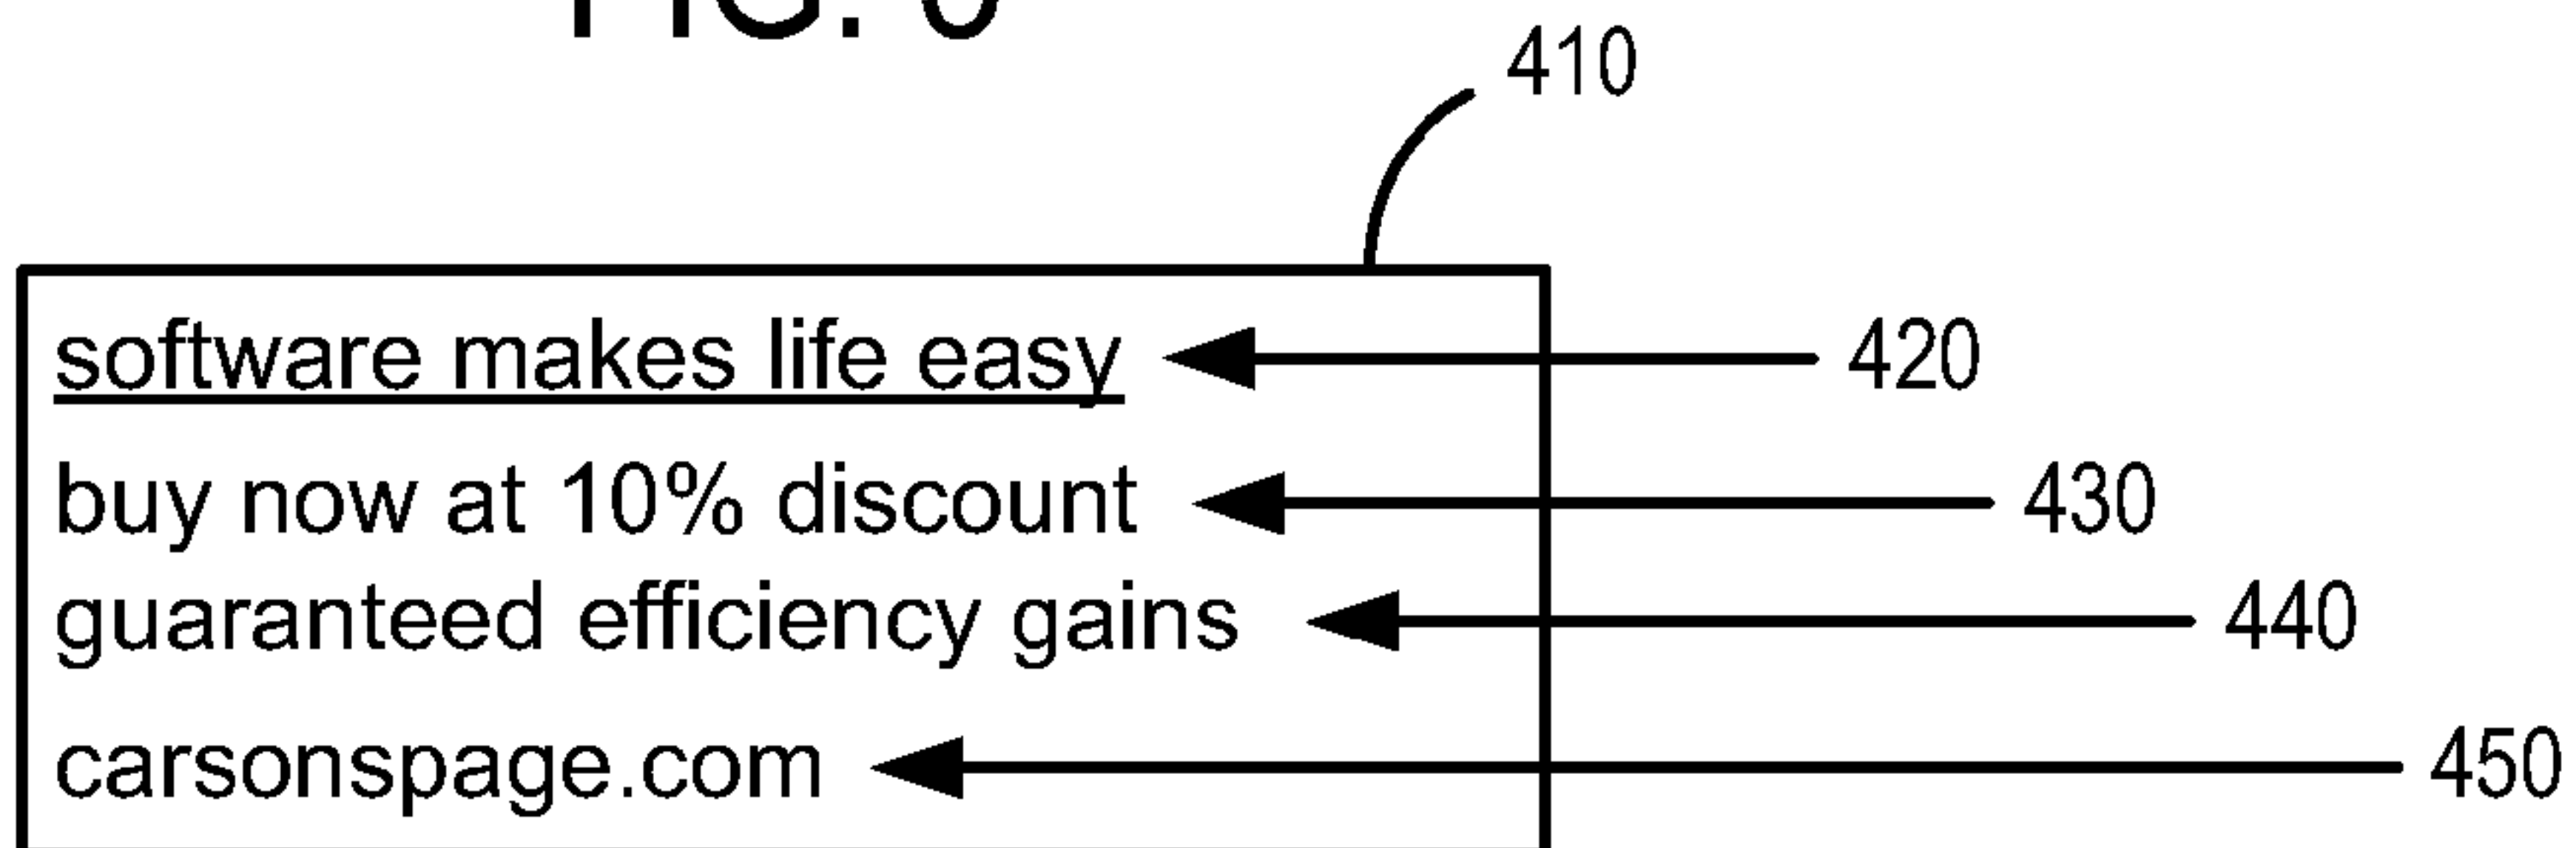 FIG.
410
software makes life easy 420
buy now at 10% discount 430
guaranteed efficiency gains 440
carsonspage.com 450